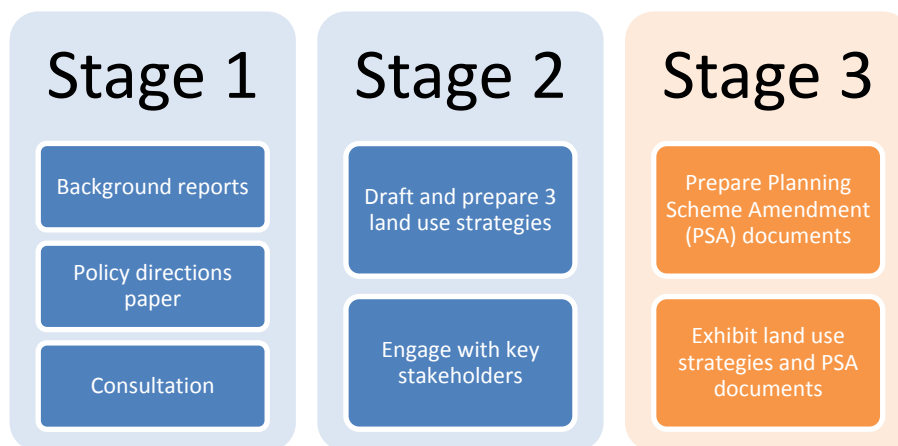 Stage 1
Background reports
Policy directions
paper
Consultation
Stage 2
Draft and prepare 3
land use strategies
Engage with key
stakeholders
Stage 3
Prepare Planning
Scheme Amendment
(PSA) documents
Exhibit land use
strategies and PSA
documents